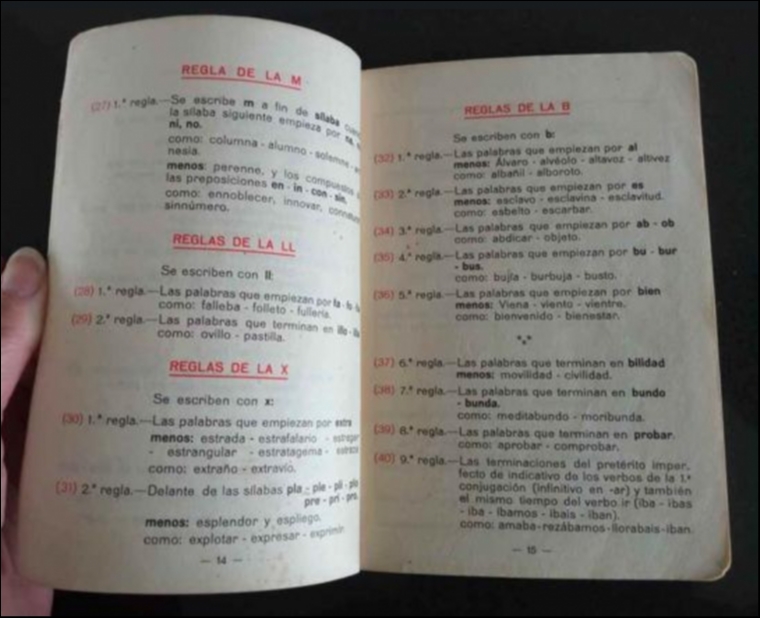 REGLA DE LA M
(27) 1.ª regla.—Se escribe m a fin de sílaba
la sílaba siguiente empieza por
ni, no.
como: columna - alumno - solemne
nesia.
menos: perenne, y los compuestos
las preposiciones en - in - con - sin.
como: ennoblecer, innovar,
sinnúmero.
REGLAS DE LA LL
Se escriben con ll:
(28) 1.ª regla.—Las palabras que empiezan por fa - fo -
como: falleba - folleto - fullería.
(29) 2.ª regla.—Las palabras que terminan en illo -
como: ovillo - pastilla.
REGLAS DE LA X
Se escriben con x:
(30) 1.ª regla.—Las palabras que empiezan por extra
menos: estrada - estrafalario -
- estrangular - estratagema -
como: extraño - extravío.
(31) 2.ª regla.—Delante de las sílabas pla - ple - pli - plo
pre - pri - pro.
menos: esplendor y espliego.
como: explotar - expresar - exprimir.
— 14 —
REGLAS DE LA B
Se escriben con b:
(32) 1.ª regla.—Las palabras que empiezan por al
menos: Álvaro - alvéolo - altavoz - altivez
como: albañil - alboroto.
(33) 2.ª regla.—Las palabras que empiezan por es
menos: esclavo - esclavina - esclavitud.
como: esbelto - escarbar.
(34) 3.ª regla.—Las palabras que empiezan por ab - ob
como: abdicar - objeto.
(35) 4.ª regla.—Las palabras que empiezan por bu - bur
- bus.
como: bujía - burbuja - busto.
(36) 5.ª regla.—Las palabras que empiezan por bien
menos: Viena - viento - vientre.
como: bienvenido - bienestar.
(37) 6.ª regla.—Las palabras que terminan en bilidad
menos: movilidad - civilidad.
(38) 7.ª regla.—Las palabras que terminan en bundo
- bunda.
como: meditabundo - moribunda.
(39) 8.ª regla.—Las palabras que terminan en probar.
como: aprobar - comprobar.
(40) 9.ª regla.—Las terminaciones del pretérito imper.
fecto de indicativo de los verbos de la 1.ª
conjugación (infinitivo en -ar) y también
el mismo tiempo del verbo ir (iba - ibas
- iba - íbamos - ibais - iban).
como: amaba-rezábamos-llorabais-iban.
— 15 —